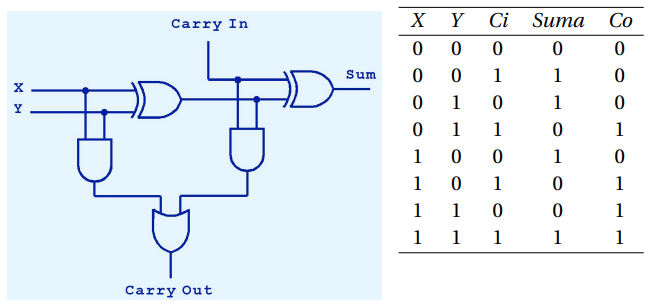 Carry In
Sum
X
Y
Carry Out
X Y Ci Suma Co
0 0 0 0 0
0 0 1 1 0
0 1 0 1 0
0 1 1 0 1
1 0 0 1 0
1 0 1 0 1
1 1 0 0 1
1 1 1 1 1